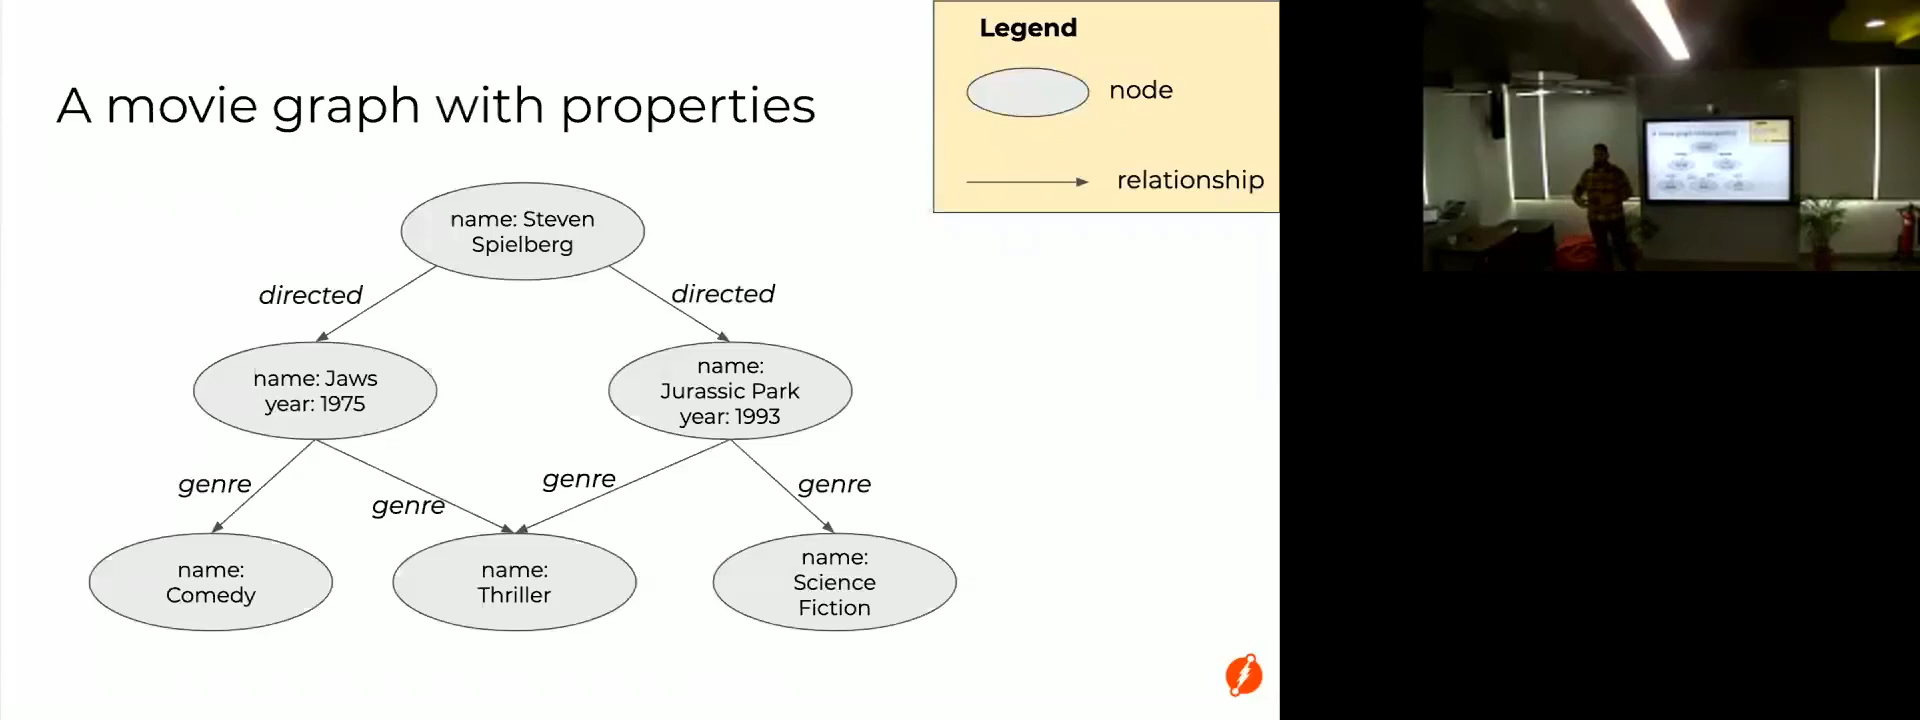 A movie graph with properties
Legend
node
relationship
name: Steven
Spielberg
directed
directed
name: Jaws
year: 1975
name:
Jurassic Park
year: 1993
genre
genre
genre
genre
name:
Comedy
name:
Thriller
name:
Science
Fiction